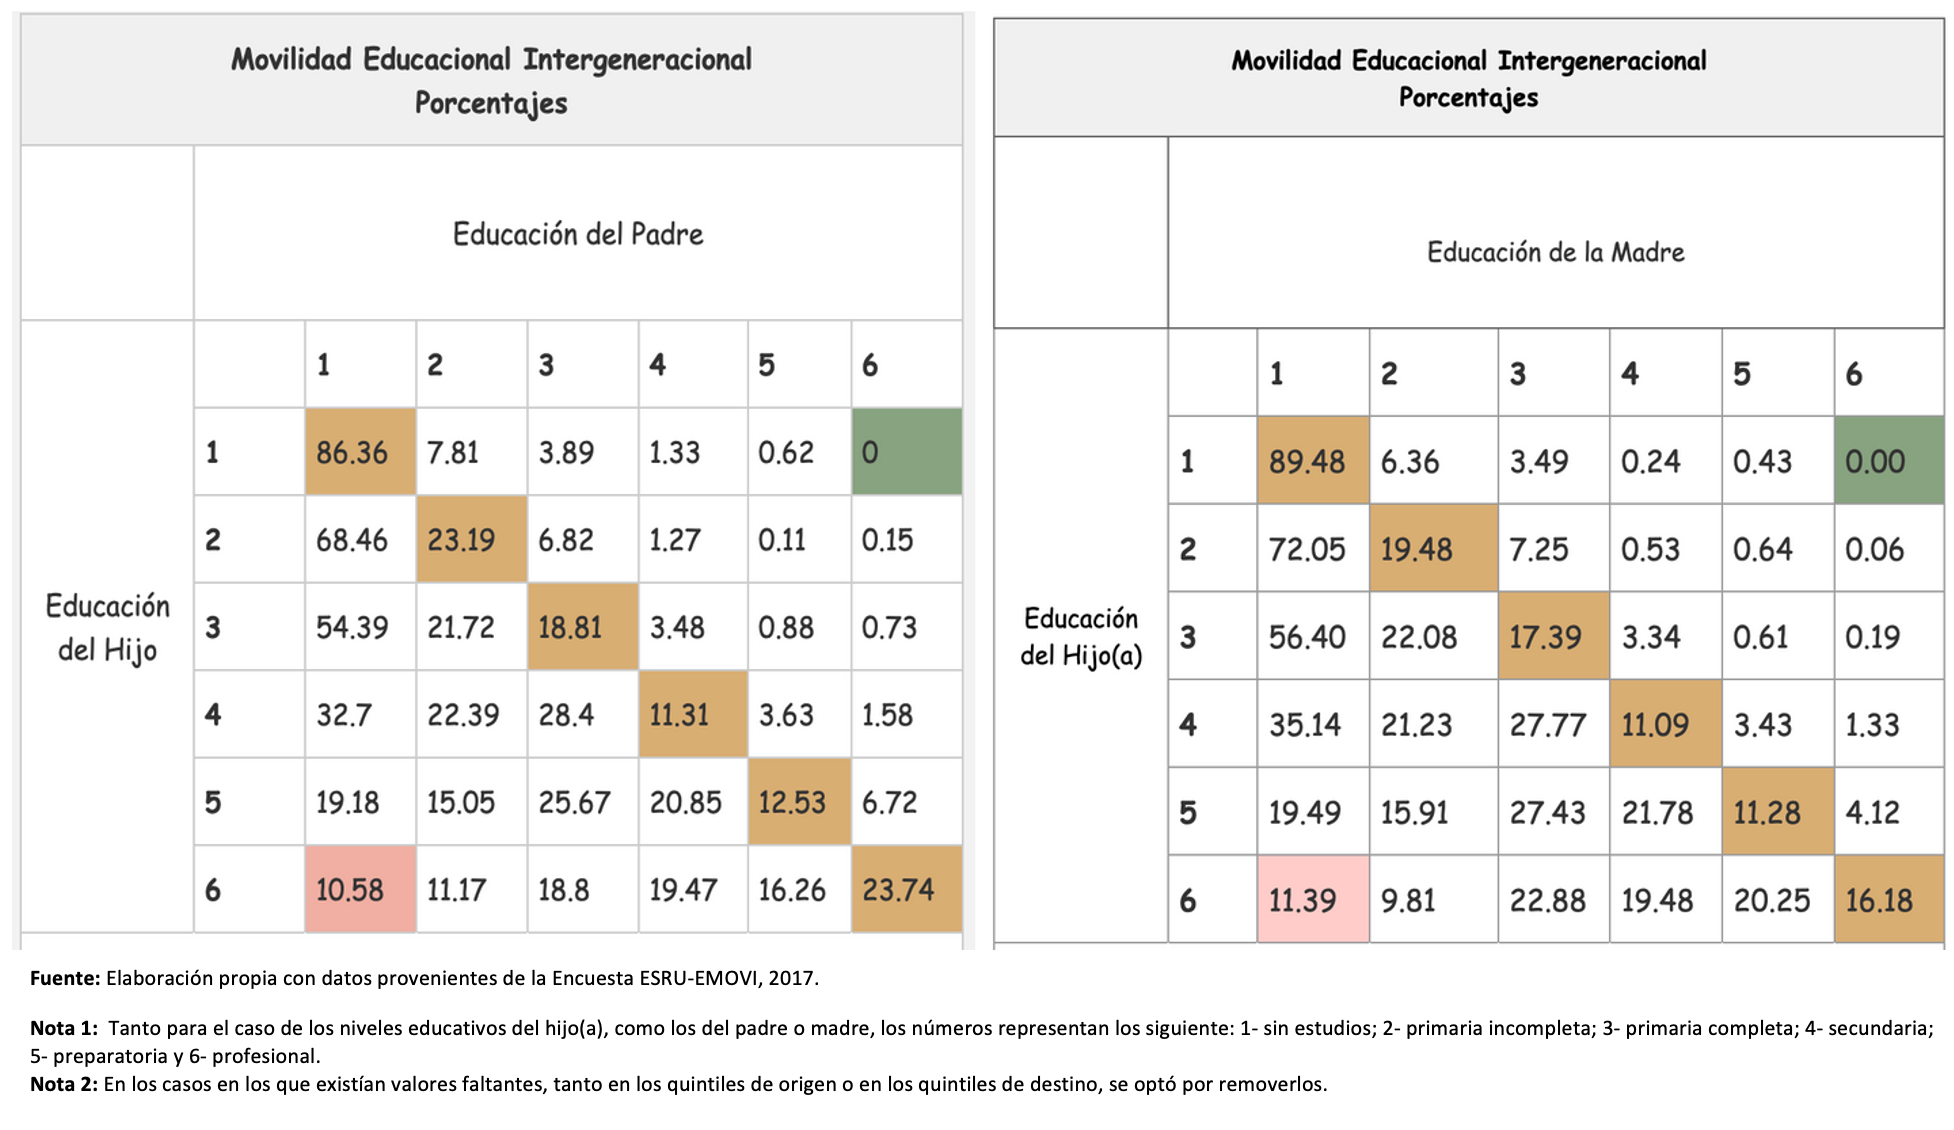 Movilidad Educacional Intergeneracional
Porcentajes
Educación del Padre
Educación
del Hijo
1 2 3 4 5 6
1 86.36 7.81 3.89 1.33 0.62 0
2 68.46 23.19 6.82 1.27 0.11 0.15
3 54.39 21.72 18.81 3.48 0.88 0.73
4 32.7 22.39 28.4 11.31 3.63 1.58
5 19.18 15.05 25.67 20.85 12.53 6.72
6 10.58 11.17 18.8 19.47 16.26 23.74
Movilidad Educacional Intergeneracional
Porcentajes
Educación de la Madre
Educación
del Hijo(a)
1 2 3 4 5 6
1 89.48 6.36 3.49 0.24 0.43 0.00
2 72.05 19.48 7.25 0.53 0.64 0.06
3 56.40 22.08 17.39 3.34 0.61 0.19
4 35.14 21.23 27.77 11.09 3.43 1.33
5 19.49 15.91 27.43 21.78 11.28 4.12
6 11.39 9.81 22.88 19.48 20.25 16.18
Fuente: Elaboración propia con datos provenientes de la Encuesta ESRU-EMOVI, 2017.
Nota 1: Tanto para el caso de los niveles educativos del hijo(a), como los del padre o madre, los números representan los siguiente: 1- sin estudios; 2- primaria incompleta; 3- primaria completa; 4- secundaria;
5- preparatoria y 6- profesional.
Nota 2: En los casos en los que existían valores faltantes, tanto en los quintiles de origen o en los quintiles de destino, se optó por removerlos.